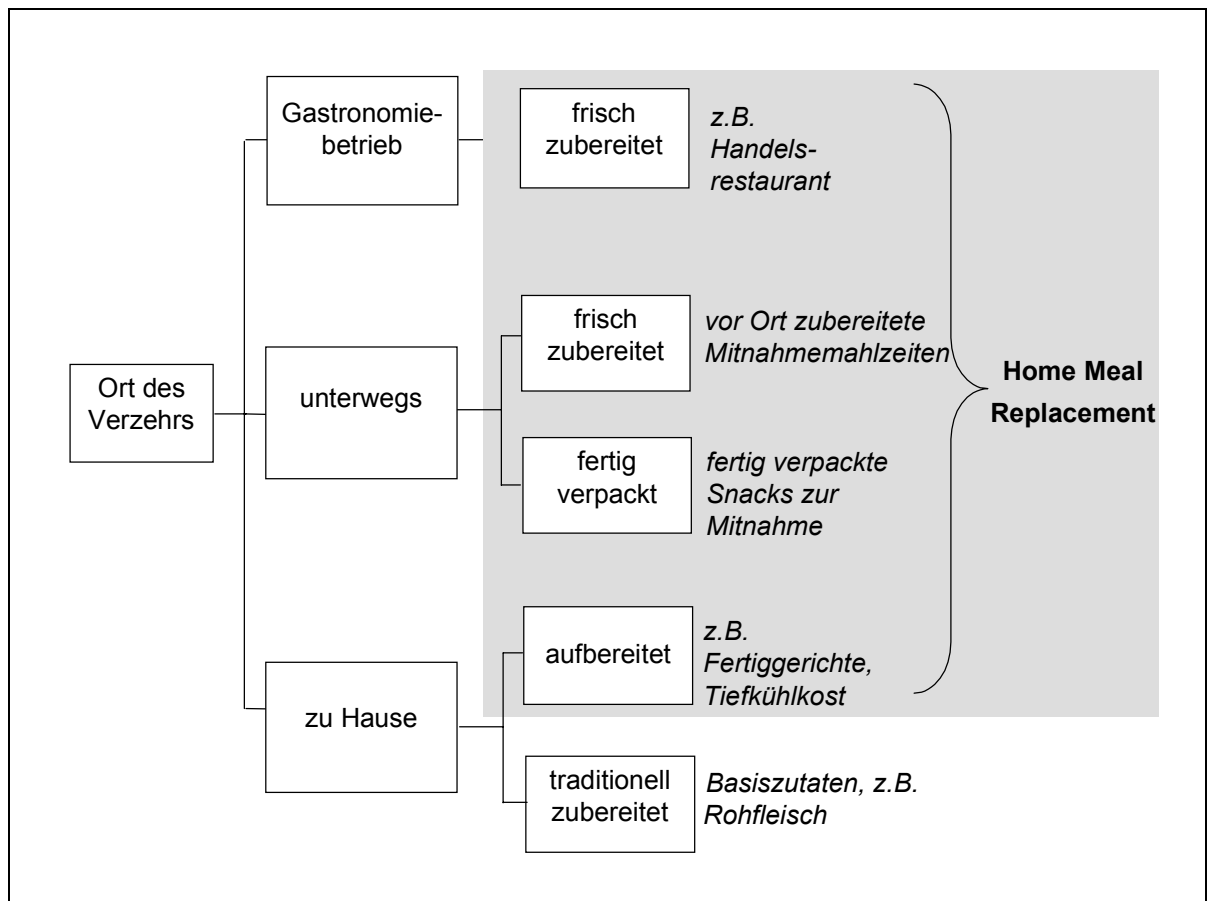 Gastronomie-
betrieb
frisch
zubereitet
z.B.
Handels-
restaurant
Ort des
Verzehrs
unterwegs
frisch
zubereitet
vor Ort zubereitete
Mitnahmemahlzeiten
fertig
verpackt
fertig verpackte
Snacks zur
Mitnahme
Home Meal
Replacement
zu Hause
aufbereitet
z.B.
Fertiggerichte,
Tiefkühlkost
traditionell
zubereitet
Basiszutaten, z.B.
Rohfleisch